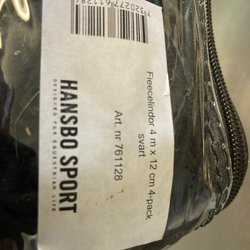 Fleecelindor 4 m x 12 cm 4-pack
svart
Art. nr 761128
HANSBO SPORT
DESIGNED FOR EQUESTRIAN LIFE